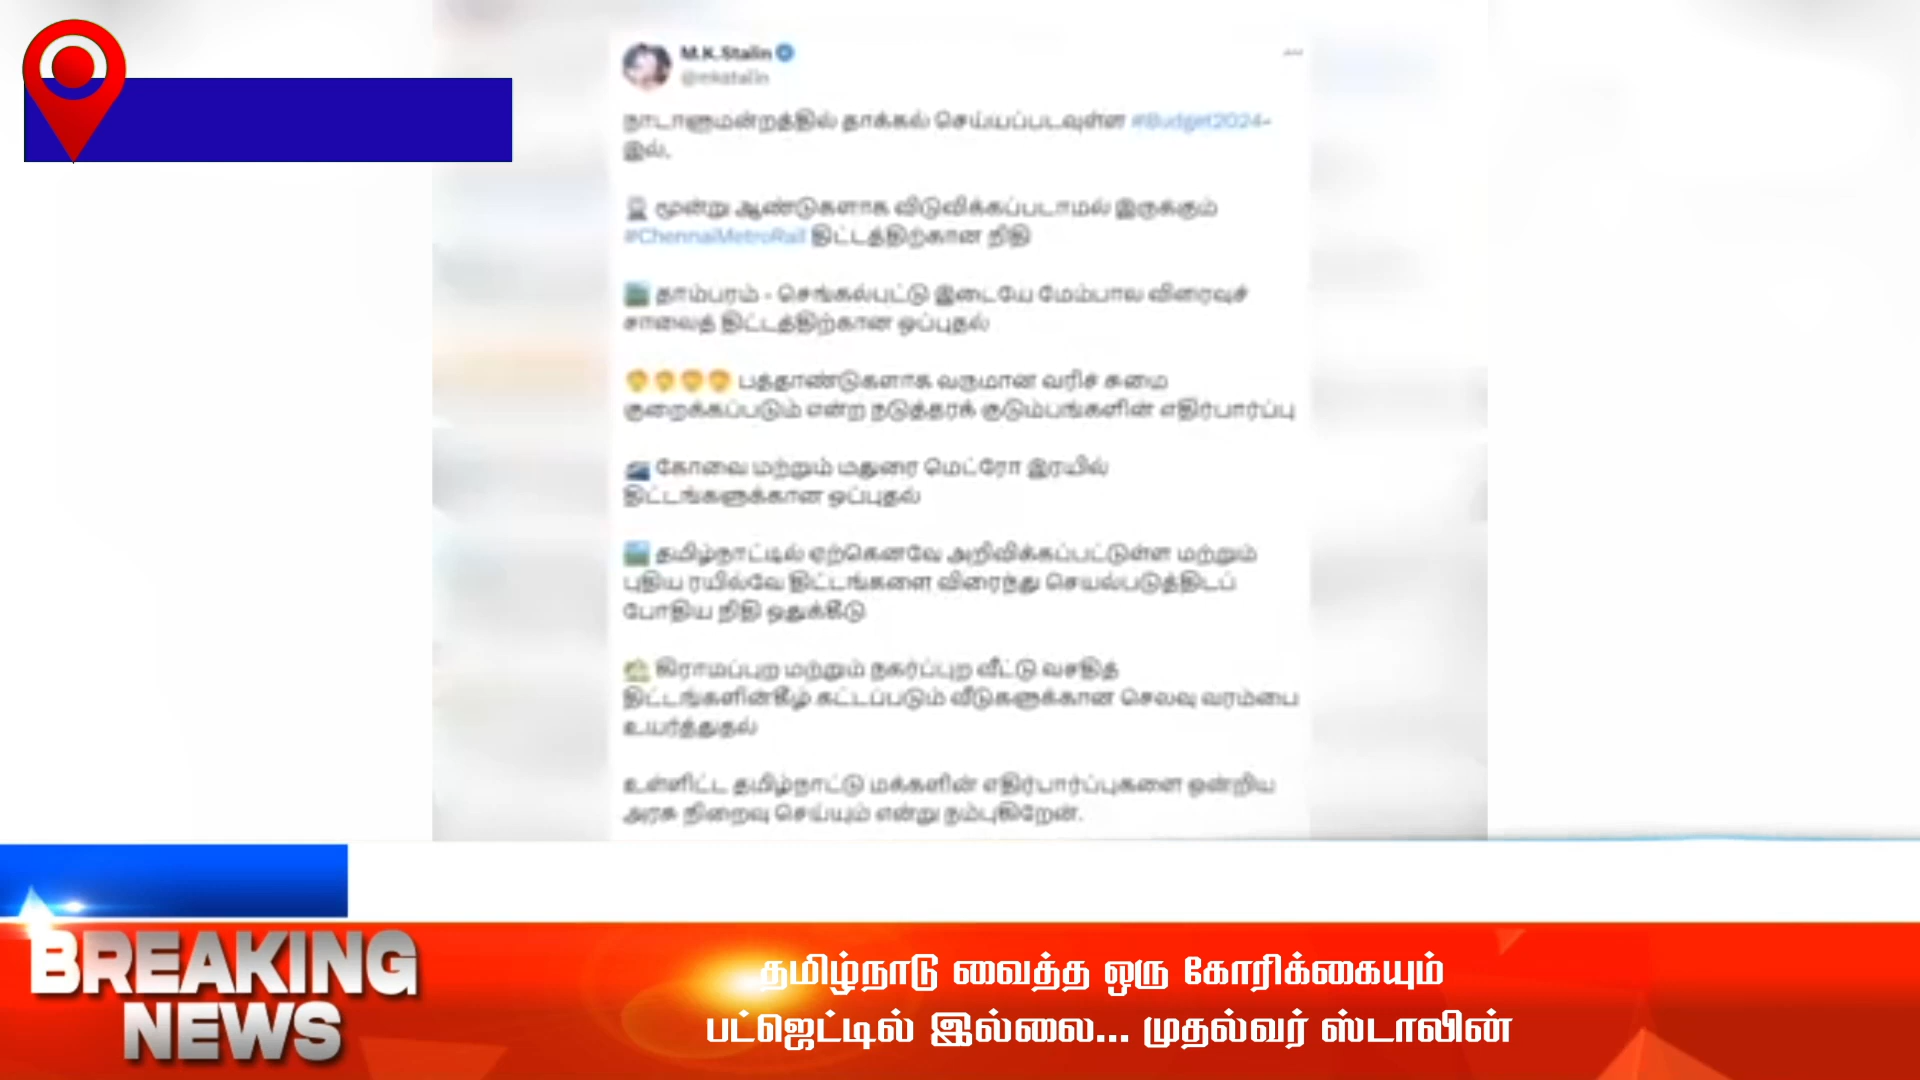 M.K.Stalin
@mkstalin
நாடாளுமன்றத்தில் தாக்கல் செய்யப்படவுள்ள #Budget2024-
இல்,
மூன்று ஆண்டுகளாக விடுவிக்கப்படாமல் இருக்கும்
#ChennaiMetroRail திட்டத்திற்கான நிதி
தாம்பரம் - செங்கல்பட்டு இடையே மேம்பால விரைவுச்
சாலைத் திட்டத்திற்கான ஒப்புதல்
பத்தாண்டுகளாக வருமான வரிச் சுமை
குறைக்கப்படும் என்ற நடுத்தரக் குடும்பங்களின் எதிர்பார்ப்பு
கோவை மற்றும் மதுரை மெட்ரோ இரயில்
திட்டங்களுக்கான ஒப்புதல்
தமிழ்நாட்டில் ஏற்கெனவே அறிவிக்கப்பட்டுள்ள மற்றும்
புதிய ரயில்வே திட்டங்களை விரைந்து செயல்படுத்திடப்
போதிய நிதி ஒதுக்கீடு
கிராமப்புற மற்றும் நகர்ப்புற வீட்டு வசதித்
திட்டங்களின்கீழ் கட்டப்படும் வீடுகளுக்கான செலவு வரம்பை
உயர்த்துதல்
உள்ளிட்ட தமிழ்நாட்டு மக்களின் எதிர்பார்ப்புகளை ஒன்றிய
அரசு நிறைவு செய்யும் என்று நம்புகிறேன்.
BREAKING
NEWS
தமிழ்நாடு வைத்த ஒரு கோரிக்கையும்
பட்ஜெட்டில் இல்லை... முதல்வர் ஸ்டாலின்